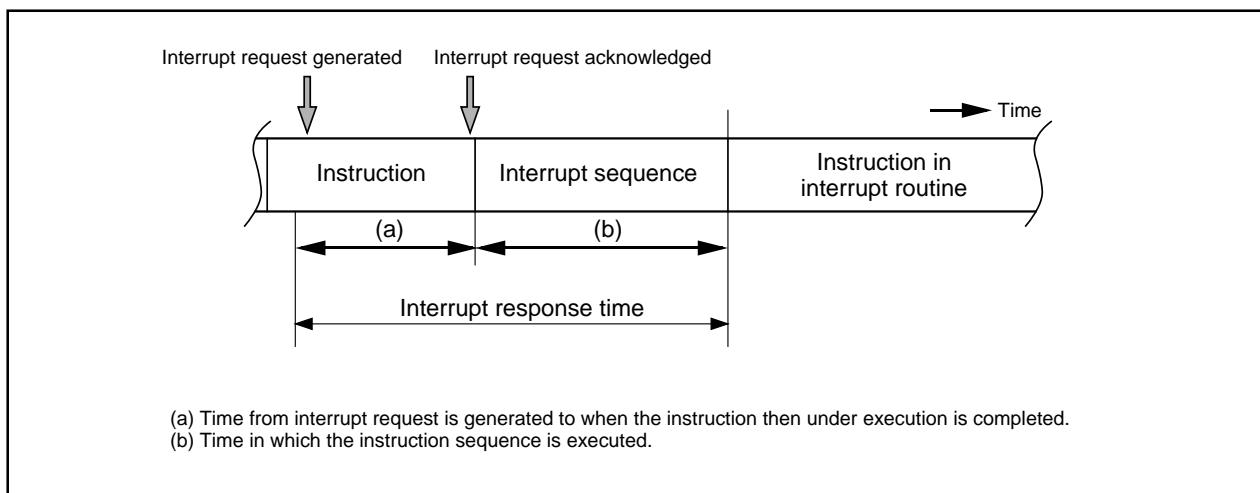 Interrupt request generated
Interrupt request acknowledged
Time
Instruction
Interrupt sequence
Instruction in
interrupt routine
(a)
(b)
Interrupt response time
(a) Time from interrupt request is generated to when the instruction then under execution is completed.
(b) Time in which the instruction sequence is executed.